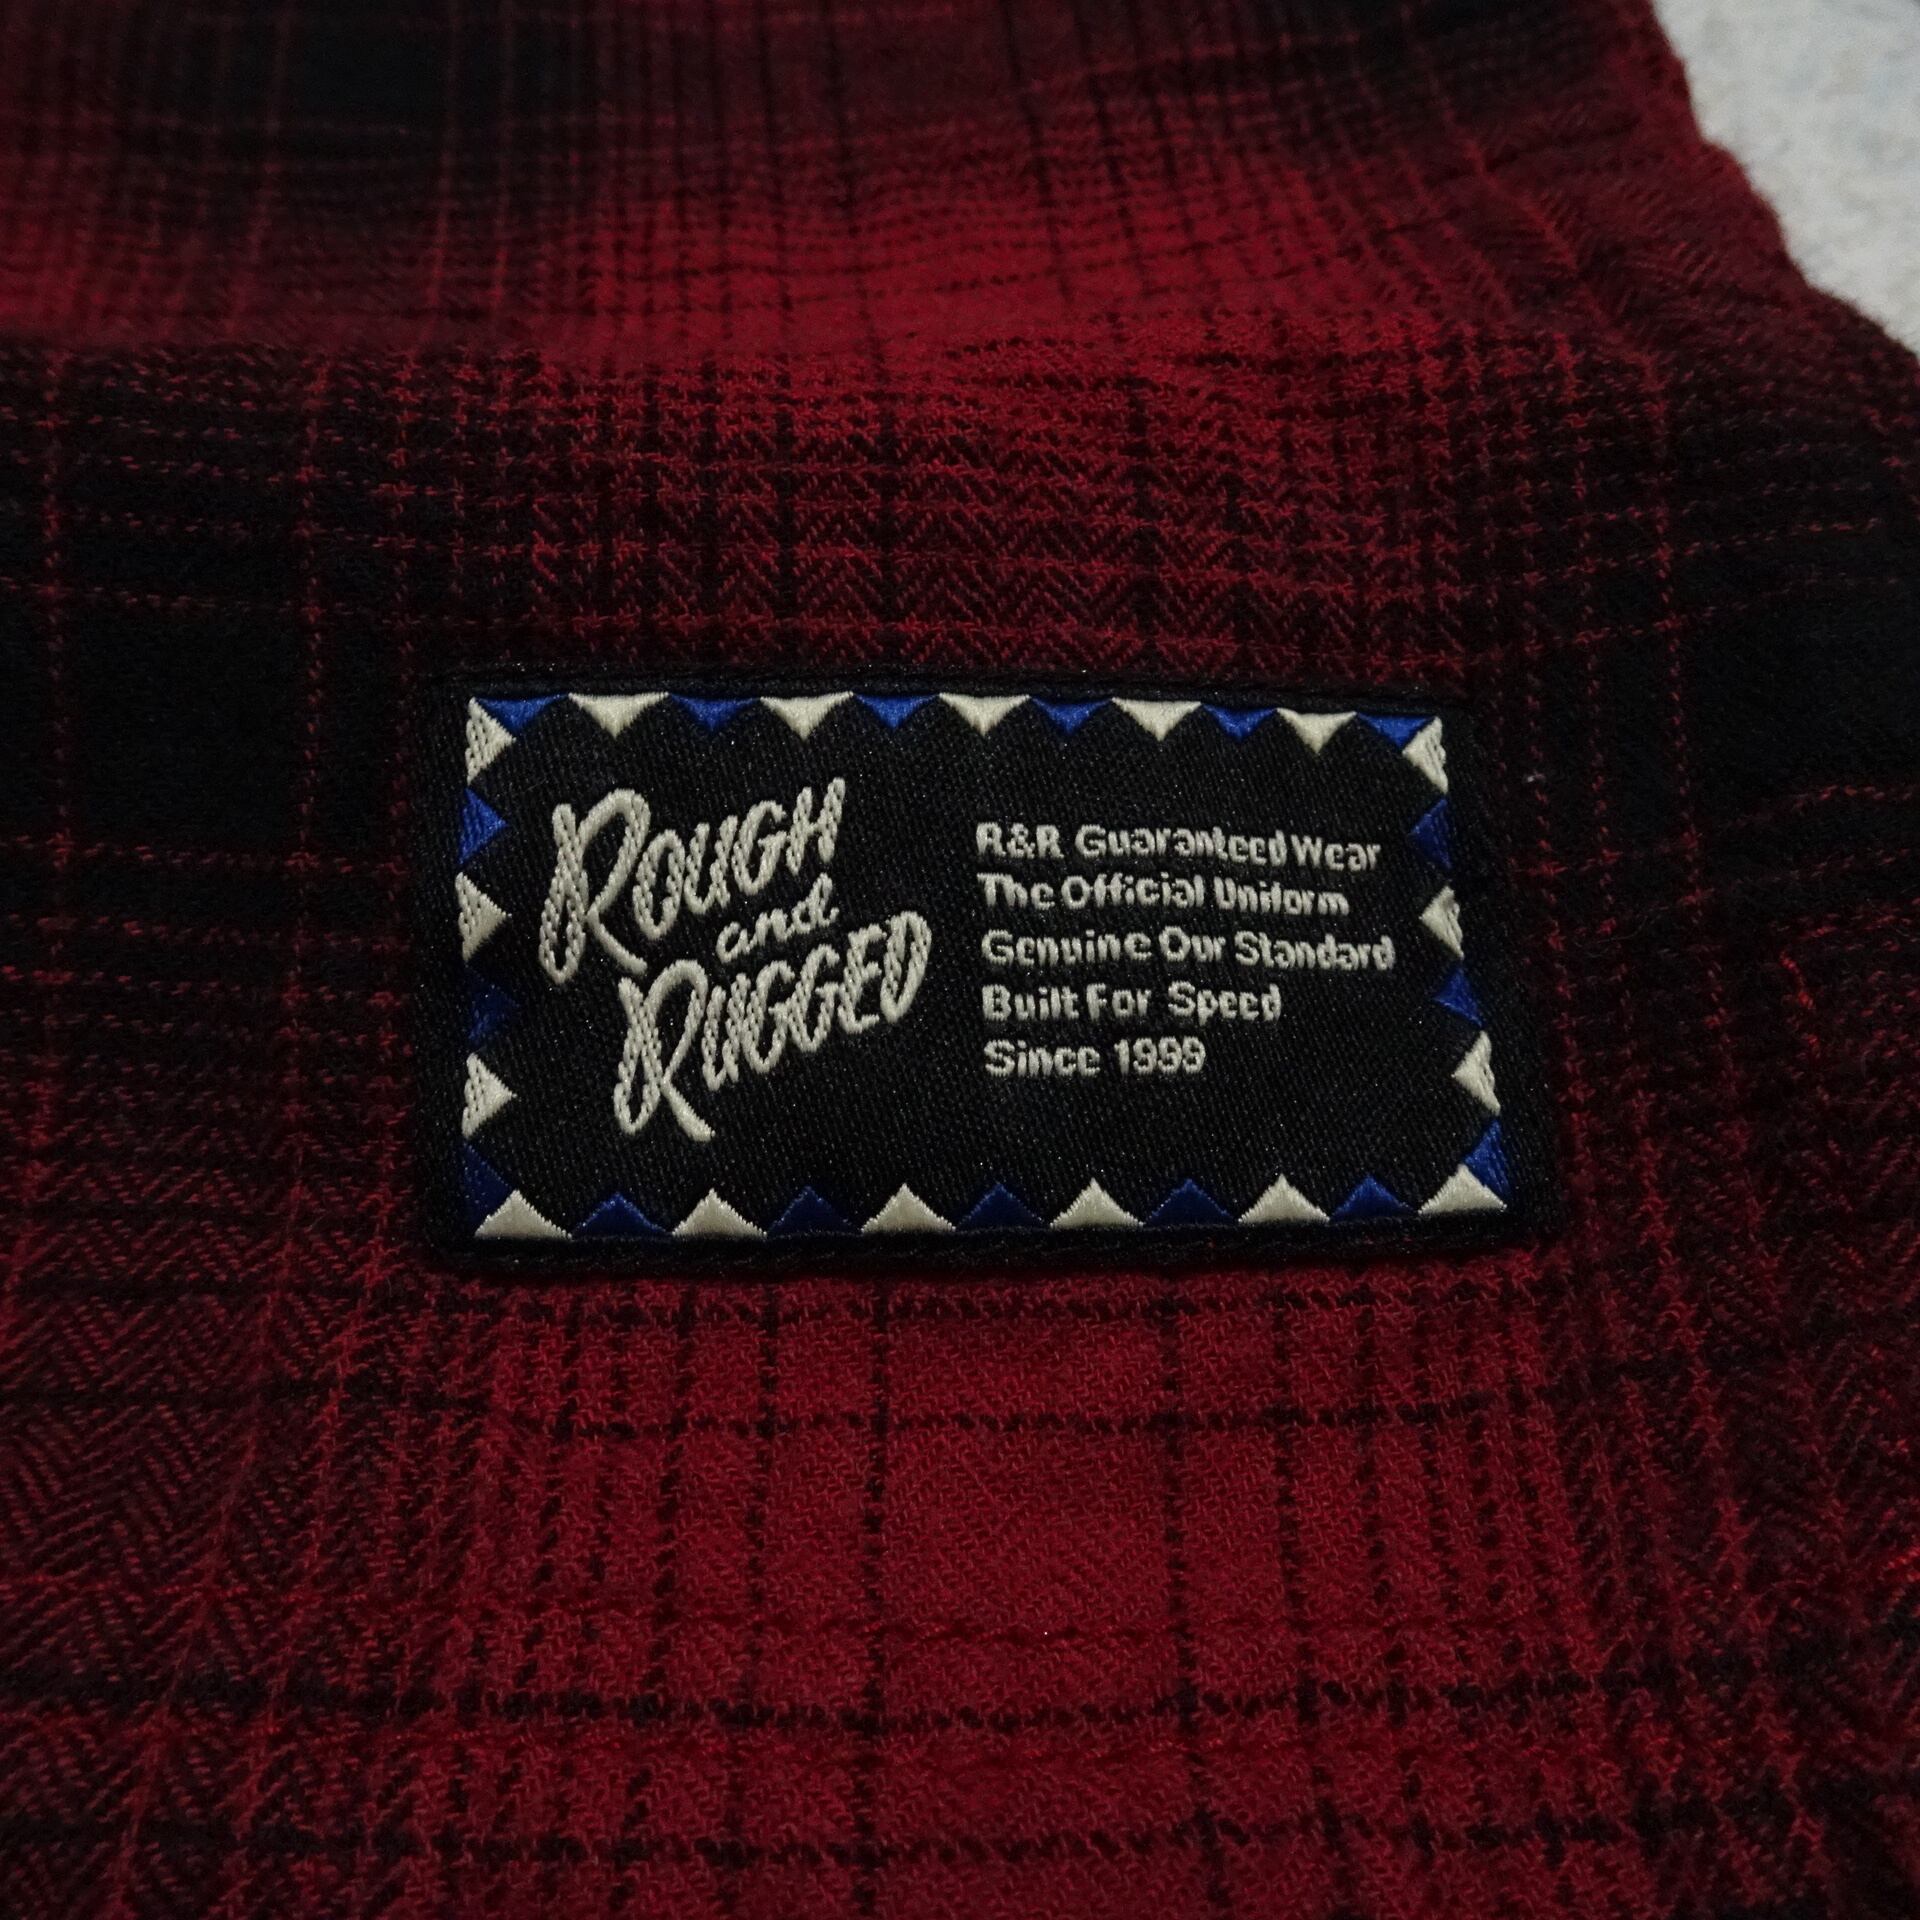 ROUGH
and
RUGGED
R&R Guaranteed Wear
The Official Uniform
Genuine Our Standard
Built For Speed
Since 1999